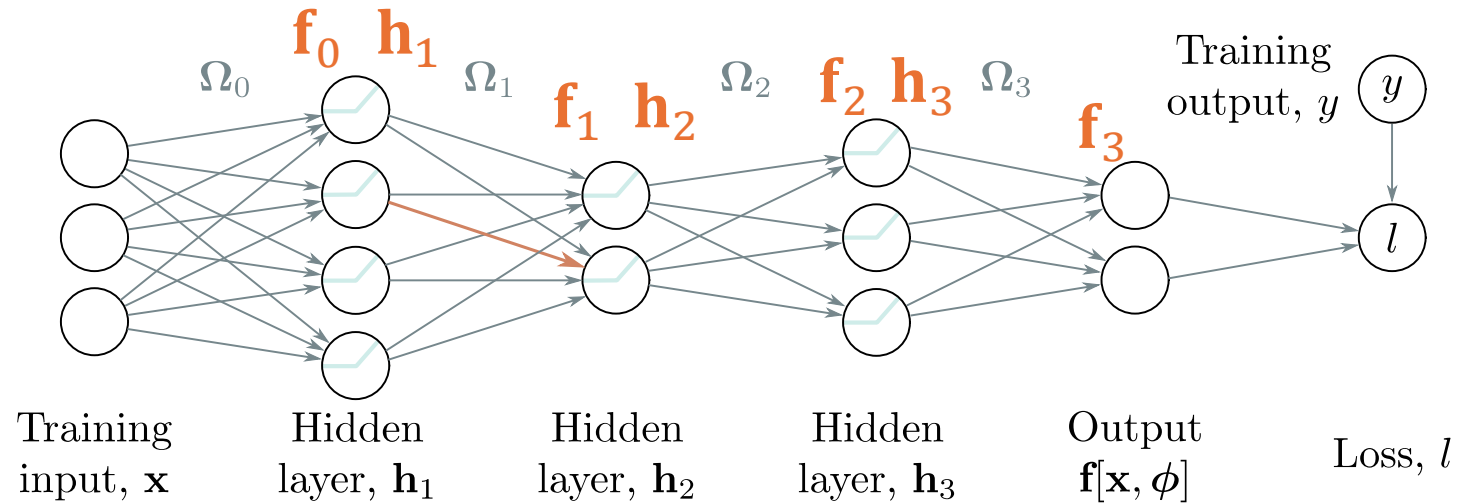 f₀ h₁
Ω₀
Ω₁
f₁ h₂
Ω₂
f₂ h₃
Ω₃
f₃
Training
output, y
y
l
Training
input, x
Hidden
layer, h₁
Hidden
layer, h₂
Hidden
layer, h₃
Output
f[x, ϕ]
Loss, l